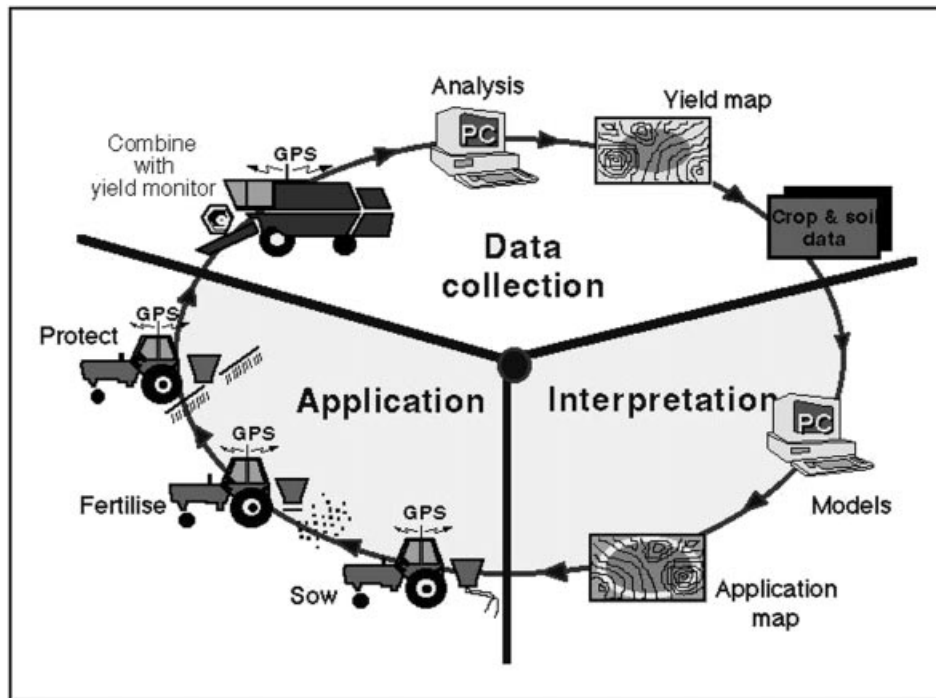 Analysis
PC
Yield map
Combine
with
yield monitor
GPS
Crop & soil
data
Data
collection
Protect
GPS
Application
Interpretation
PC
Models
GPS
Fertilise
GPS
Sow
Application
map